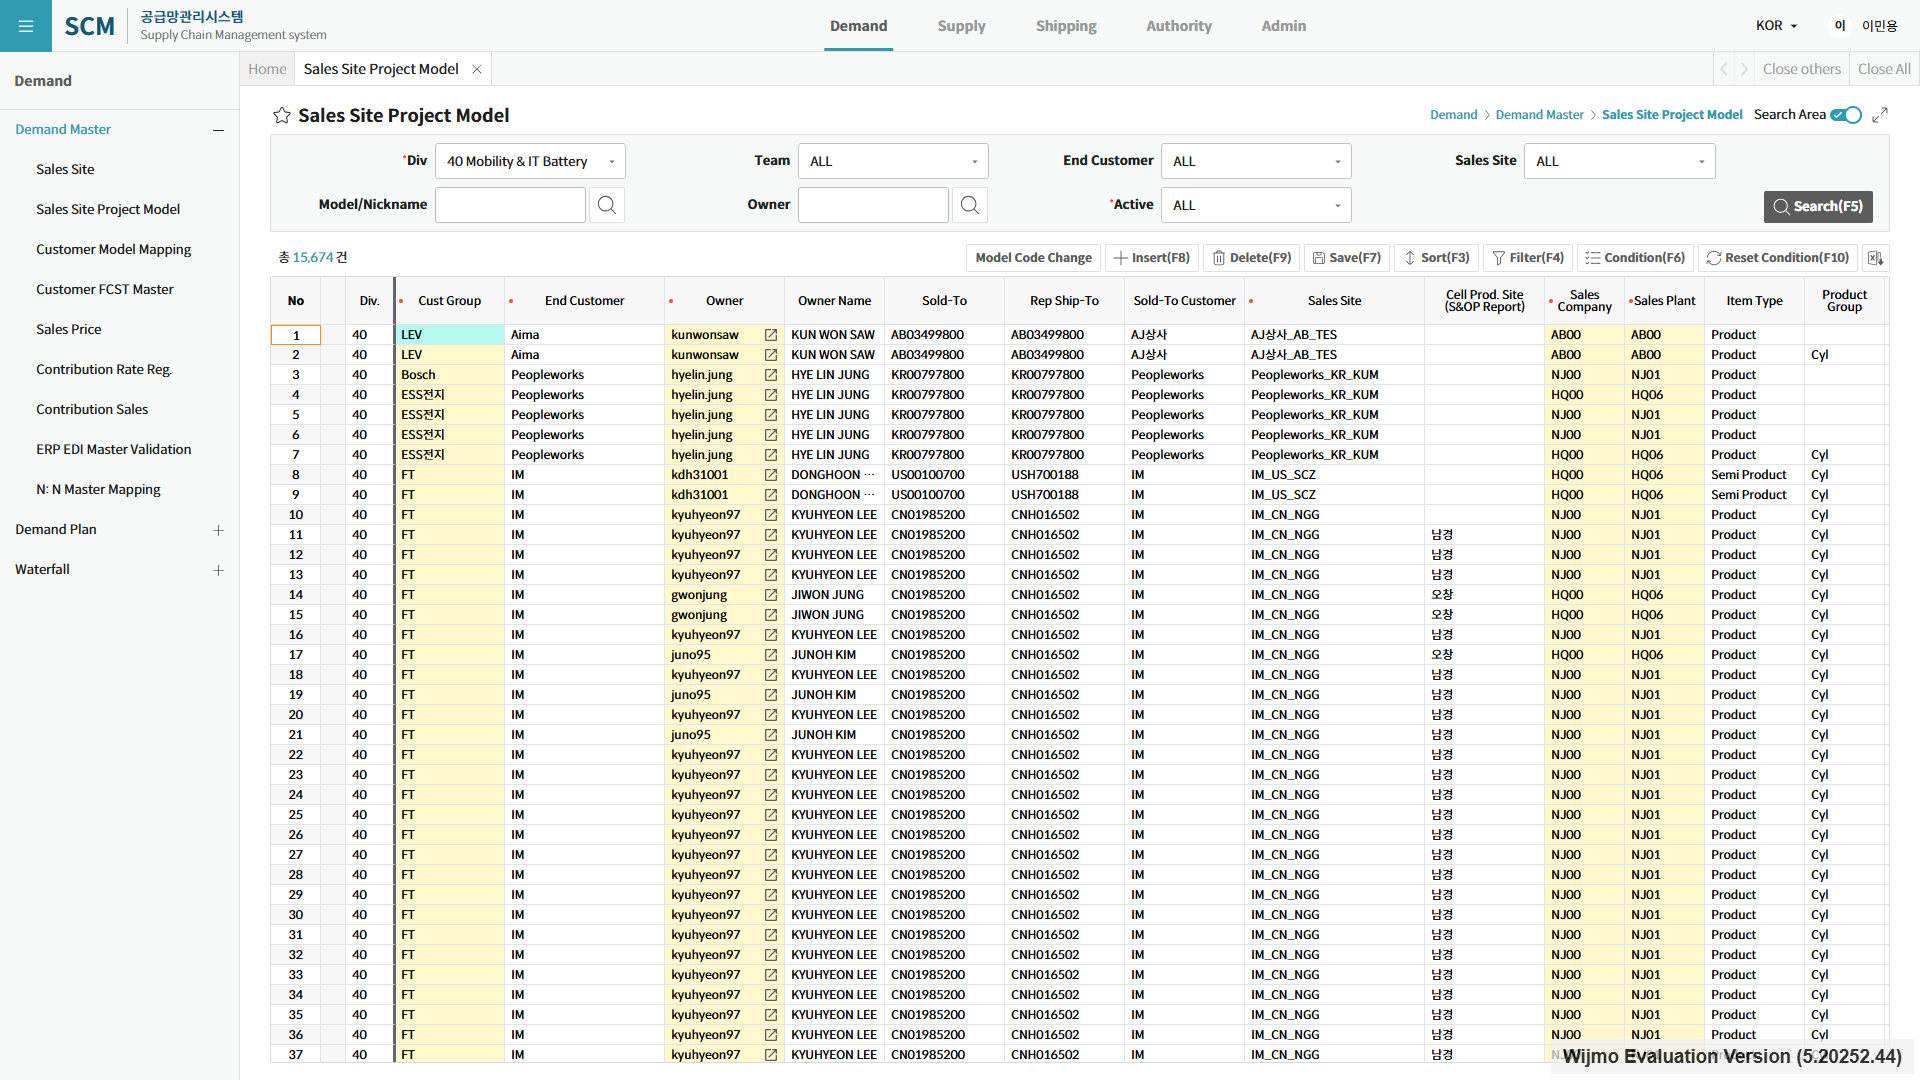 SCM
공급망관리시스템
Supply Chain Management system
Demand Supply Shipping Authority Admin
KOR 이 이민용
Demand
Home Sales Site Project Model
Close others Close All
Demand Master
Sales Site
Sales Site Project Model
Customer Model Mapping
Customer FCST Master
Sales Price
Contribution Rate Reg.
Contribution Sales
ERP EDI Master Validation
N: N Master Mapping
Demand Plan
Waterfall
Sales Site Project Model
Demand > Demand Master > Sales Site Project Model Search Area
*Div 40 Mobility & IT Battery Team ALL End Customer ALL Sales Site ALL
Model/Nickname Owner *Active ALL Search(F5)
총 15,674 건
Model Code Change Insert(F8) Delete(F9) Save(F7) Sort(F3) Filter(F4) Condition(F6) Reset Condition(F10)
No Div. Cust Group End Customer Owner Owner Name Sold-To Rep Ship-To Sold-To Customer Sales Site Cell Prod. Site (S&OP Report) Sales Company Sales Plant Item Type Product Group
1 40 LEV Aima kunwonsaw KUN WON SAW AB03499800 AB03499800 AJ상사 AJ상사_AB_TES AB00 AB00 Product
2 40 LEV Aima kunwonsaw KUN WON SAW AB03499800 AB03499800 AJ상사 AJ상사_AB_TES AB00 AB00 Product Cyl
3 40 Bosch Peopleworks hyelin.jung HYE LIN JUNG KR00797800 KR00797800 Peopleworks Peopleworks_KR_KUM NJ00 NJ01 Product
4 40 ESS전지 Peopleworks hyelin.jung HYE LIN JUNG KR00797800 KR00797800 Peopleworks Peopleworks_KR_KUM HQ00 HQ06 Product
5 40 ESS전지 Peopleworks hyelin.jung HYE LIN JUNG KR00797800 KR00797800 Peopleworks Peopleworks_KR_KUM NJ00 NJ01 Product
6 40 ESS전지 Peopleworks hyelin.jung HYE LIN JUNG KR00797800 KR00797800 Peopleworks Peopleworks_KR_KUM NJ00 NJ01 Product
7 40 ESS전지 Peopleworks hyelin.jung HYE LIN JUNG KR00797800 KR00797800 Peopleworks Peopleworks_KR_KUM HQ00 HQ06 Product Cyl
8 40 FT IM kdh31001 DONGHOON ··· US00100700 USH700188 IM IM_US_SCZ HQ00 HQ06 Semi Product Cyl
9 40 FT IM kdh31001 DONGHOON ··· US00100700 USH700188 IM IM_US_SCZ HQ00 HQ06 Semi Product Cyl
10 40 FT IM kyuhyeon97 KYUHYEON LEE CN01985200 CNH016502 IM IM_CN_NGG NJ00 NJ01 Product Cyl
11 40 FT IM kyuhyeon97 KYUHYEON LEE CN01985200 CNH016502 IM IM_CN_NGG 남경 NJ00 NJ01 Product Cyl
12 40 FT IM kyuhyeon97 KYUHYEON LEE CN01985200 CNH016502 IM IM_CN_NGG 남경 NJ00 NJ01 Product Cyl
13 40 FT IM kyuhyeon97 KYUHYEON LEE CN01985200 CNH016502 IM IM_CN_NGG 남경 NJ00 NJ01 Product Cyl
14 40 FT IM gwonjung JIWON JUNG CN01985200 CNH016502 IM IM_CN_NGG 오창 HQ00 HQ06 Product Cyl
15 40 FT IM gwonjung JIWON JUNG CN01985200 CNH016502 IM IM_CN_NGG 오창 HQ00 HQ06 Product Cyl
16 40 FT IM kyuhyeon97 KYUHYEON LEE CN01985200 CNH016502 IM IM_CN_NGG 남경 NJ00 NJ01 Product Cyl
17 40 FT IM juno95 JUNOH KIM CN01985200 CNH016502 IM IM_CN_NGG 오창 HQ00 HQ06 Product Cyl
18 40 FT IM kyuhyeon97 KYUHYEON LEE CN01985200 CNH016502 IM IM_CN_NGG 남경 NJ00 NJ01 Product Cyl
19 40 FT IM juno95 JUNOH KIM CN01985200 CNH016502 IM IM_CN_NGG 남경 NJ00 NJ01 Product Cyl
20 40 FT IM kyuhyeon97 KYUHYEON LEE CN01985200 CNH016502 IM IM_CN_NGG 남경 NJ00 NJ01 Product Cyl
21 40 FT IM juno95 JUNOH KIM CN01985200 CNH016502 IM IM_CN_NGG 남경 NJ00 NJ01 Product Cyl
22 40 FT IM kyuhyeon97 KYUHYEON LEE CN01985200 CNH016502 IM IM_CN_NGG 남경 NJ00 NJ01 Product Cyl
23 40 FT IM kyuhyeon97 KYUHYEON LEE CN01985200 CNH016502 IM IM_CN_NGG 남경 NJ00 NJ01 Product Cyl
24 40 FT IM kyuhyeon97 KYUHYEON LEE CN01985200 CNH016502 IM IM_CN_NGG 남경 NJ00 NJ01 Product Cyl
25 40 FT IM kyuhyeon97 KYUHYEON LEE CN01985200 CNH016502 IM IM_CN_NGG 남경 NJ00 NJ01 Product Cyl
26 40 FT IM kyuhyeon97 KYUHYEON LEE CN01985200 CNH016502 IM IM_CN_NGG 남경 NJ00 NJ01 Product Cyl
27 40 FT IM kyuhyeon97 KYUHYEON LEE CN01985200 CNH016502 IM IM_CN_NGG 남경 NJ00 NJ01 Product Cyl
28 40 FT IM kyuhyeon97 KYUHYEON LEE CN01985200 CNH016502 IM IM_CN_NGG 남경 NJ00 NJ01 Product Cyl
29 40 FT IM kyuhyeon97 KYUHYEON LEE CN01985200 CNH016502 IM IM_CN_NGG 남경 NJ00 NJ01 Product Cyl
30 40 FT IM kyuhyeon97 KYUHYEON LEE CN01985200 CNH016502 IM IM_CN_NGG 남경 NJ00 NJ01 Product Cyl
31 40 FT IM kyuhyeon97 KYUHYEON LEE CN01985200 CNH016502 IM IM_CN_NGG 남경 NJ00 NJ01 Product Cyl
32 40 FT IM kyuhyeon97 KYUHYEON LEE CN01985200 CNH016502 IM IM_CN_NGG 남경 NJ00 NJ01 Product Cyl
33 40 FT IM kyuhyeon97 KYUHYEON LEE CN01985200 CNH016502 IM IM_CN_NGG 남경 NJ00 NJ01 Product Cyl
34 40 FT IM kyuhyeon97 KYUHYEON LEE CN01985200 CNH016502 IM IM_CN_NGG 남경 NJ00 NJ01 Product Cyl
35 40 FT IM kyuhyeon97 KYUHYEON LEE CN01985200 CNH016502 IM IM_CN_NGG 남경 NJ00 NJ01 Product Cyl
36 40 FT IM kyuhyeon97 KYUHYEON LEE CN01985200 CNH016502 IM IM_CN_NGG 남경 NJ00 NJ01 Product Cyl
37 40 FT IM kyuhyeon97 KYUHYEON LEE CN01985200 CNH016502 IM IM_CN_NGG 남경
Wijmo Evaluation Version (5.20252.44)